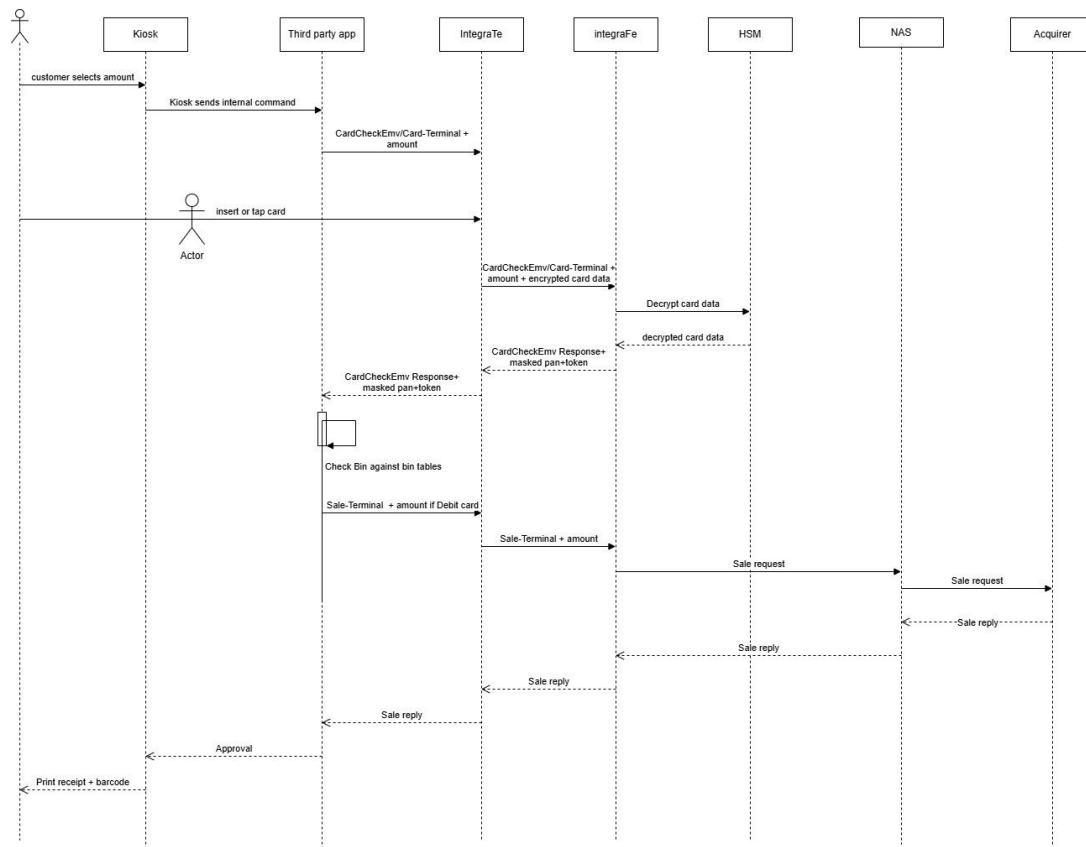 Kiosk
Third party app
IntegraTe
integraFe
HSM
NAS
Acquirer
customer selects amount
Kiosk sends internal command
CardCheckEmv/Card-Terminal +
amount
insert or tap card
Actor
CardCheckEmv/Card-Terminal +
amount + encrypted card data
Decrypt card data
decrypted card data
CardCheckEmv Response+
masked pan+token
CardCheckEmv Response+
masked pan+token
Check Bin against bin tables
Sale-Terminal + amount if Debit card
Sale-Terminal + amount
Sale request
Sale request
Sale reply
Sale reply
Sale reply
Sale reply
Approval
Print receipt + barcode